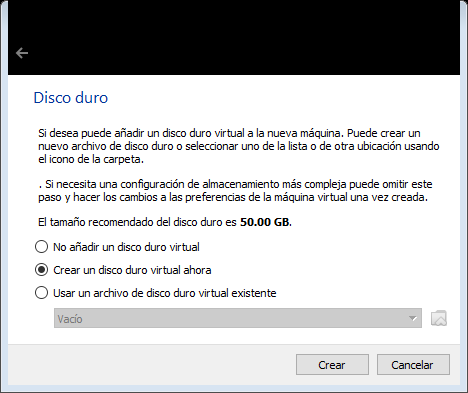 Disco duro
Si desea puede añadir un disco duro virtual a la nueva máquina. Puede crear un
nuevo archivo de disco duro o seleccionar uno de la lista o de otra ubicación usando
el icono de la carpeta.
. Si necesita una configuración de almacenamiento más compleja puede omitir este
paso y hacer los cambios a las preferencias de la máquina virtual una vez creada.
El tamaño recomendado del disco duro es 50.00 GB.
No añadir un disco duro virtual
Crear un disco duro virtual ahora
Usar un archivo de disco duro virtual existente
Vacío
Crear
Cancelar